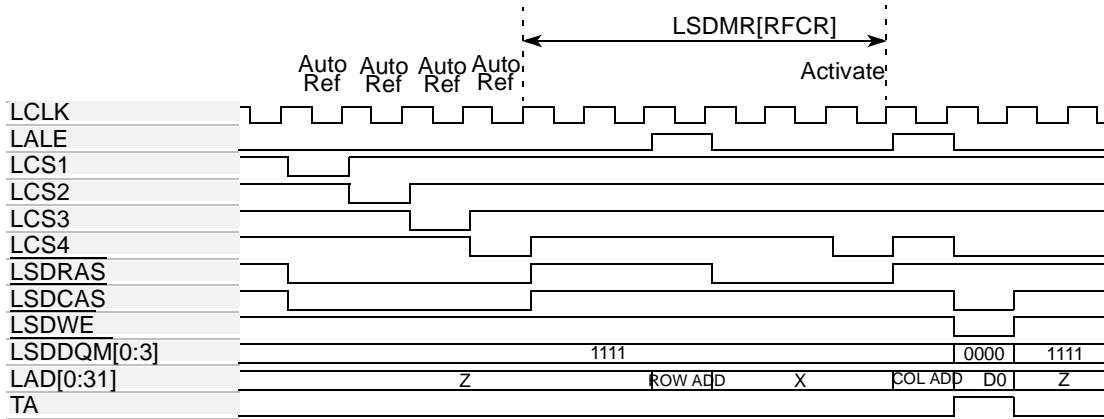 LSDMR[RFCR]
Auto Ref Auto Ref Auto Ref Auto Ref
Activate
LCLK
LALE
LCS1
LCS2
LCS3
LCS4
LSDRAS
LSDCAS
LSDWE
LSDDQM[0:3] 1111 0000 1111
LAD[0:31] Z ROW ADD X COL ADD D0 Z
TA